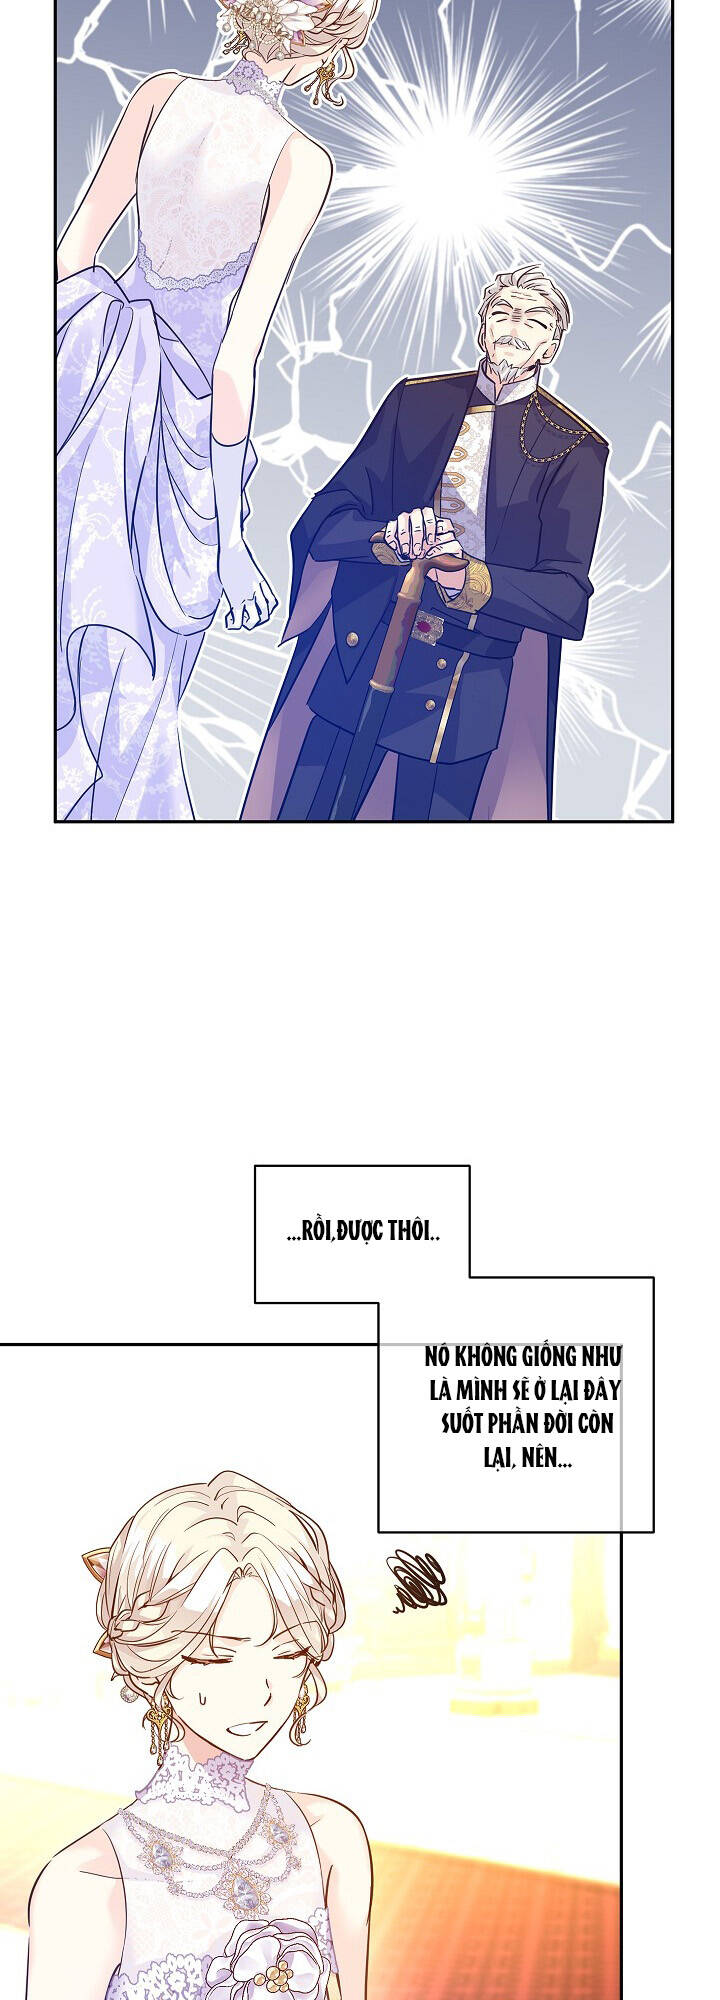 ...RỒI,ĐƯỢC THÔI..
NÓ KHÔNG GIỐNG NHƯ
LÀ MÌNH SẼ Ở LẠI ĐÂY
SUỐT PHẦN ĐỜI CÒN
LẠI, NÊN...